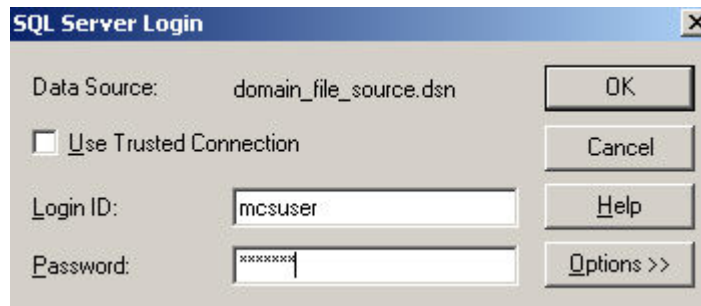 SQL Server Login
Data Source: domain_file_source.dsn OK
Use Trusted Connection Cancel
Login ID: mcsuser Help
Password: ******* Options >>